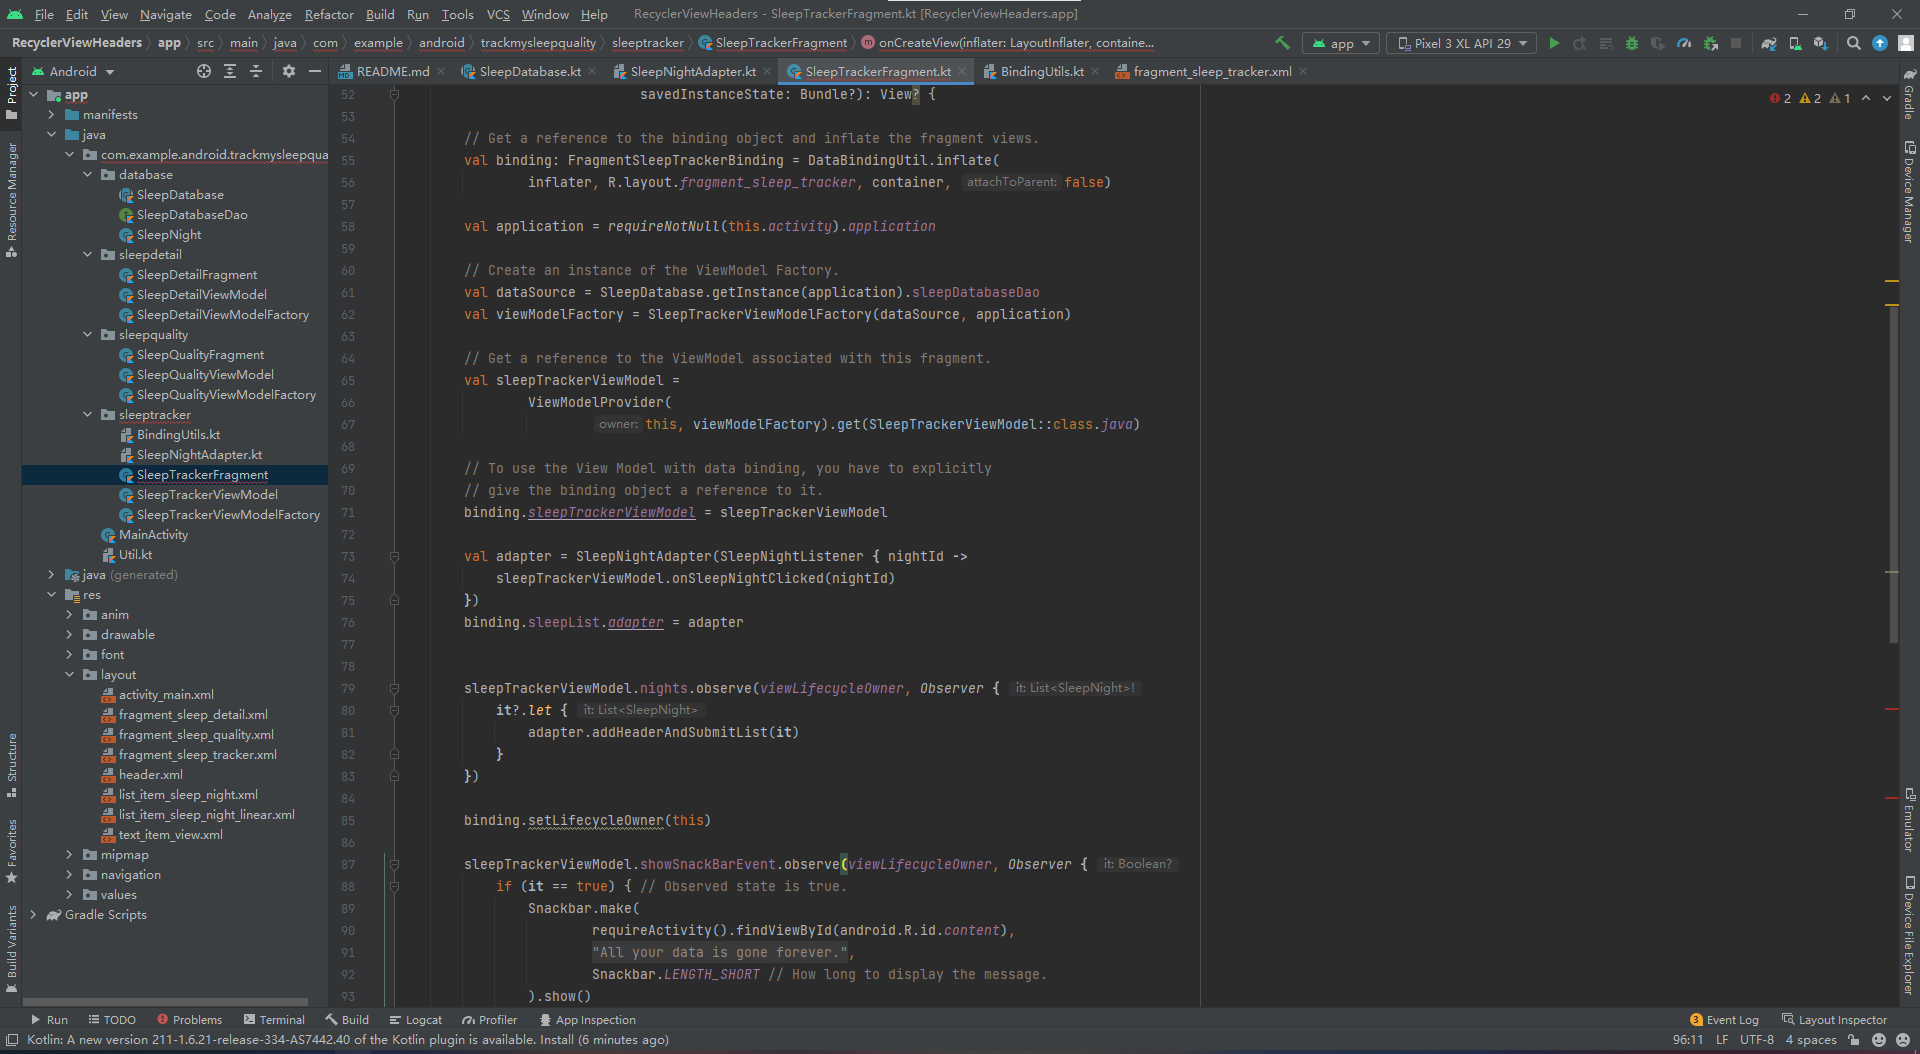 File Edit View Navigate Code Analyze Refactor Build Run Tools VCS Window Help RecyclerViewHeaders - SleepTrackerFragment.kt [RecyclerViewHeaders.app]
RecyclerViewHeaders app src main java com example android trackmysleepquality sleeptracker SleepTrackerFragment onCreateView(inflater: LayoutInflater, containe... app Pixel 3 XL API 29
Android README.md SleepDatabase.kt SleepNightAdapter.kt SleepTrackerFragment.kt BindingUtils.kt fragment_sleep_tracker.xml
Project
Resource Manager
Structure
Favorites
Build Variants
app
manifests
java
com.example.android.trackmysleepqua
database
SleepDatabase
SleepDatabaseDao
SleepNight
sleepdetail
SleepDetailFragment
SleepDetailViewModel
SleepDetailViewModelFactory
sleepquality
SleepQualityFragment
SleepQualityViewModel
SleepQualityViewModelFactory
sleeptracker
BindingUtils.kt
SleepNightAdapter.kt
SleepTrackerFragment
SleepTrackerViewModel
SleepTrackerViewModelFactory
MainActivity
Util.kt
java (generated)
res
anim
drawable
font
layout
activity_main.xml
fragment_sleep_detail.xml
fragment_sleep_quality.xml
fragment_sleep_tracker.xml
header.xml
list_item_sleep_night.xml
list_item_sleep_night_linear.xml
text_item_view.xml
mipmap
navigation
values
Gradle Scripts
2 2 1
52 savedInstanceState: Bundle?): View? {
53
54 // Get a reference to the binding object and inflate the fragment views.
55 val binding: FragmentSleepTrackerBinding = DataBindingUtil.inflate(
56 inflater, R.layout.fragment_sleep_tracker, container, attachToParent: false)
57
58 val application = requireNotNull(this.activity).application
59
60 // Create an instance of the ViewModel Factory.
61 val dataSource = SleepDatabase.getInstance(application).sleepDatabaseDao
62 val viewModelFactory = SleepTrackerViewModelFactory(dataSource, application)
63
64 // Get a reference to the ViewModel associated with this fragment.
65 val sleepTrackerViewModel =
66 ViewModelProvider(
67 owner: this, viewModelFactory).get(SleepTrackerViewModel::class.java)
68
69 // To use the View Model with data binding, you have to explicitly
70 // give the binding object a reference to it.
71 binding.sleepTrackerViewModel = sleepTrackerViewModel
72
73 val adapter = SleepNightAdapter(SleepNightListener { nightId ->
74 sleepTrackerViewModel.onSleepNightClicked(nightId)
75 })
76 binding.sleepList.adapter = adapter
77
78
79 sleepTrackerViewModel.nights.observe(viewLifecycleOwner, Observer { it: List<SleepNight>!
80 it?.let { it: List<SleepNight>
81 adapter.addHeaderAndSubmitList(it)
82 }
83 })
84
85 binding.setLifecycleOwner(this)
86
87 sleepTrackerViewModel.showSnackBarEvent.observe(viewLifecycleOwner, Observer { it: Boolean?
88 if (it == true) { // Observed state is true.
89 Snackbar.make(
90 requireActivity().findViewById(android.R.id.content),
91 "All your data is gone forever.",
92 Snackbar.LENGTH_SHORT // How long to display the message.
93 ).show()
Gradle
Device Manager
Emulator
Device File Explorer
Run TODO Problems Terminal Build Logcat Profiler App Inspection 3 Event Log Layout Inspector
Kotlin: A new version 211-1.6.21-release-334-AS7442.40 of the Kotlin plugin is available. Install (6 minutes ago) 96:11 LF UTF-8 4 spaces